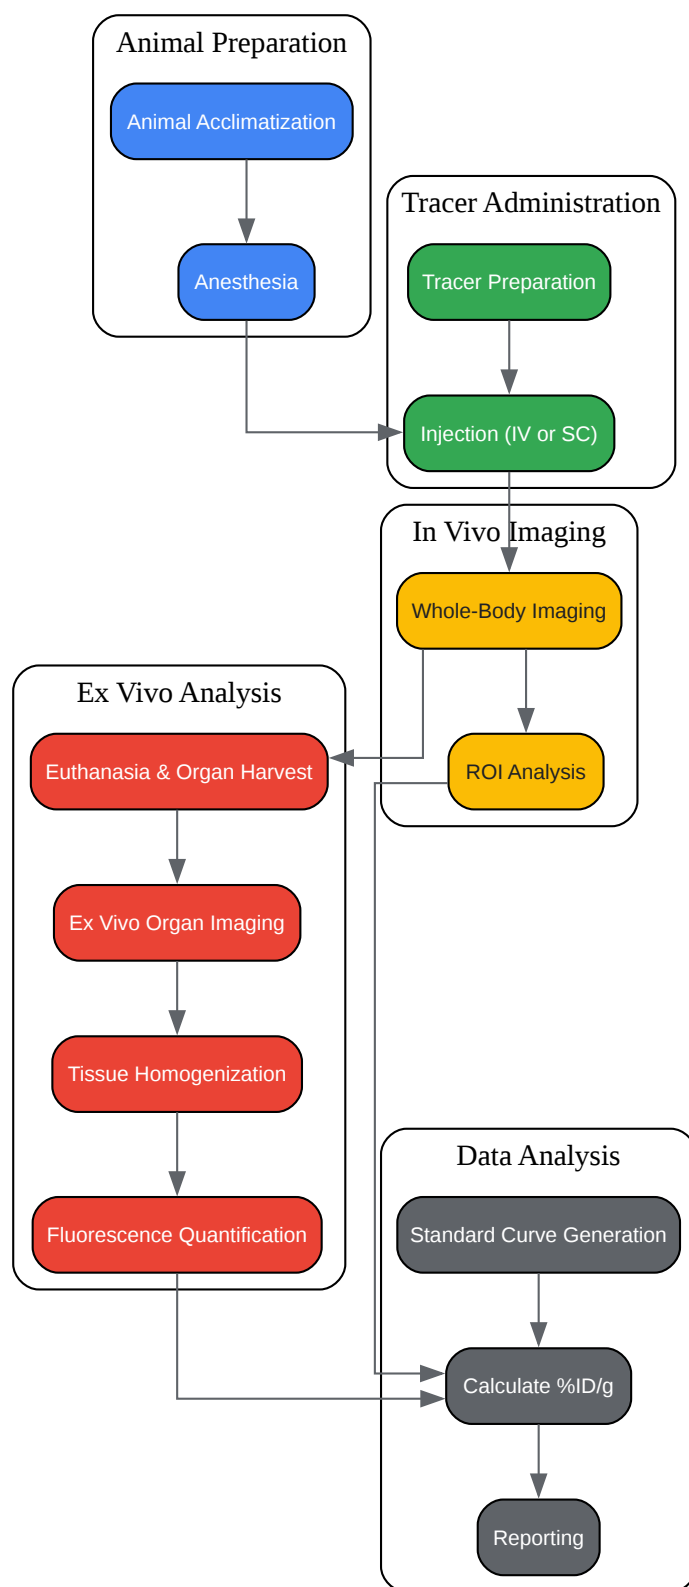 Animal Preparation
Animal Acclimatization
Anesthesia
Tracer Administration
Tracer Preparation
Injection (IV or SC)
In Vivo Imaging
Whole-Body Imaging
ROI Analysis
Ex Vivo Analysis
Euthanasia & Organ Harvest
Ex Vivo Organ Imaging
Tissue Homogenization
Fluorescence Quantification
Data Analysis
Standard Curve Generation
Calculate %ID/g
Reporting